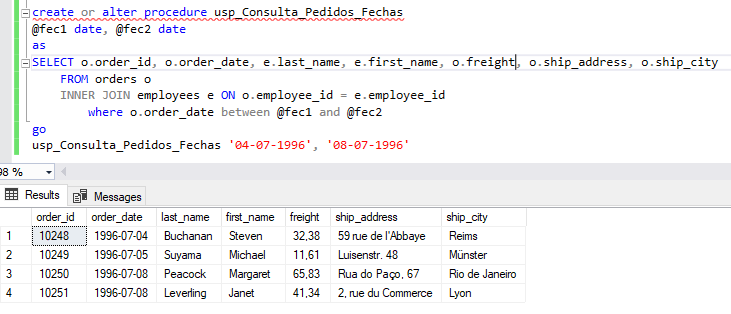 create or alter procedure usp_Consulta_Pedidos_Fechas
@fec1 date, @fec2 date
as
SELECT o.order_id, o.order_date, e.last_name, e.first_name, o.freight, o.ship_address, o.ship_city
FROM orders o
INNER JOIN employees e ON o.employee_id = e.employee_id
where o.order_date between @fec1 and @fec2
go
usp_Consulta_Pedidos_Fechas '04-07-1996', '08-07-1996'
98 %
Results Messages
order_id order_date last_name first_name freight ship_address ship_city
1 10248 1996-07-04 Buchanan Steven 32,38 59 rue de l'Abbaye Reims
2 10249 1996-07-05 Suyama Michael 11,61 Luisenstr. 48 Münster
3 10250 1996-07-08 Peacock Margaret 65,83 Rua do Paço, 67 Rio de Janeiro
4 10251 1996-07-08 Leverling Janet 41,34 2, rue du Commerce Lyon